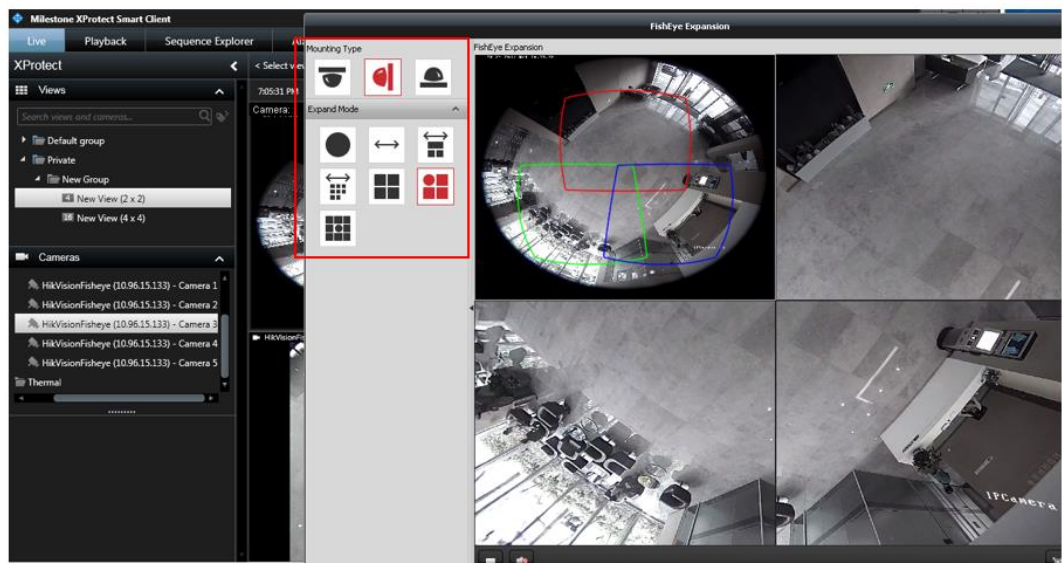 Milestone XProtect Smart Client
FishEye Expansion
Live
Playback
Sequence Explorer
XProtect
< Select
7:05:31 PM
Camera:
Views
Search views and cameras...
Default group
Private
New Group
4 New View (2 x 2)
16 New View (4 x 4)
Cameras
HikVisionFisheye (10.96.15.133) - Camera 1
HikVisionFisheye (10.96.15.133) - Camera 2
HikVisionFisheye (10.96.15.133) - Camera 3
HikVisionFisheye (10.96.15.133) - Camera 4
HikVisionFisheye (10.96.15.133) - Camera 5
Thermal
HikVisionFis
Mounting Type
Expand Mode
FishEye Expansion
IPCamera